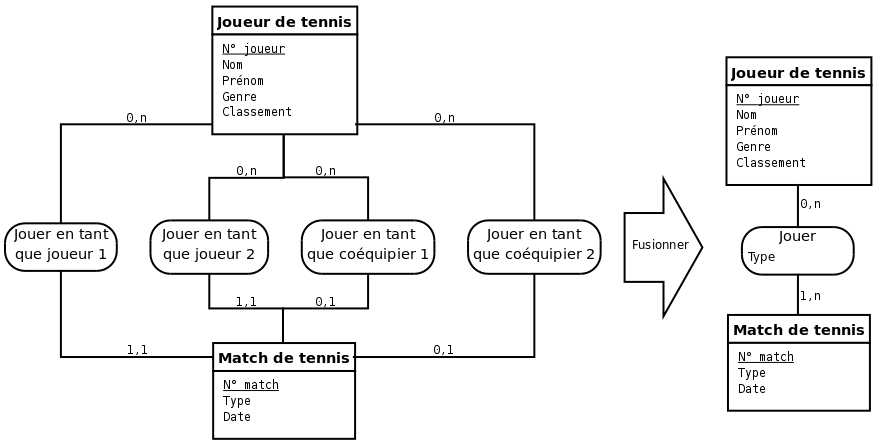 Joueur de tennis
N° joueur
Nom
Prénom
Genre
Classement
0,n
0,n
0,n
0,n
Jouer en tant
que joueur 1
Jouer en tant
que joueur 2
Jouer en tant
que coéquipier 1
Jouer en tant
que coéquipier 2
1,1
0,1
1,1
0,1
Match de tennis
N° match
Type
Date
Fusionner
Joueur de tennis
N° joueur
Nom
Prénom
Genre
Classement
0,n
Jouer
Type
1,n
Match de tennis
N° match
Type
Date